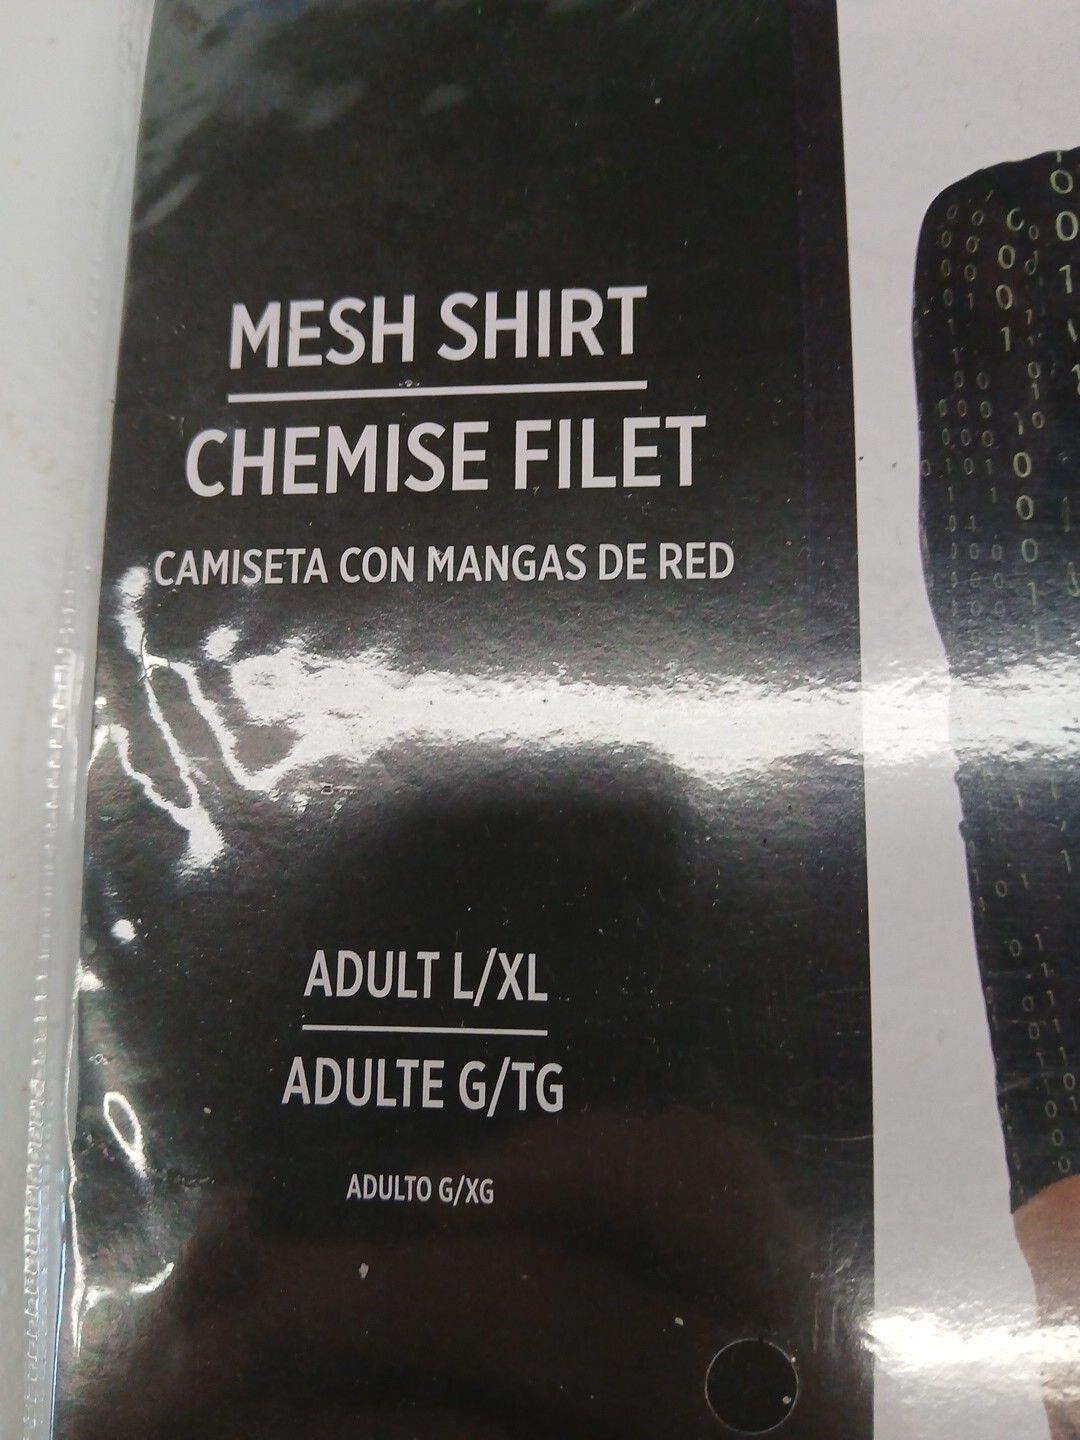 MESH SHIRT
CHEMISE FILET
CAMISETA CON MANGAS DE RED
ADULT L/XL
ADULTE G/TG
ADULTO G/XG